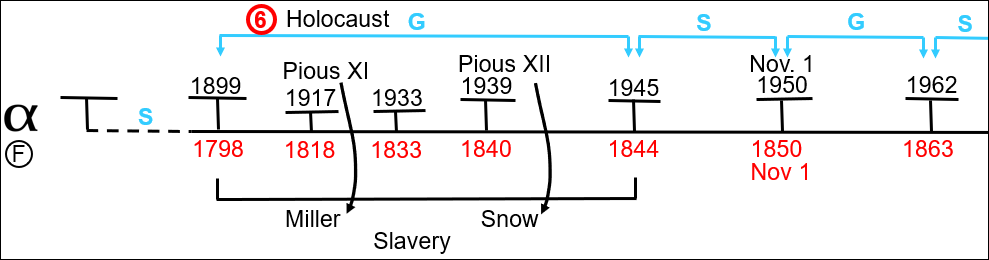 6 Holocaust G S G S
Pious XI Pious XII Nov. 1
1899 1917 1933 1939 1945 1950 1962
α S
F 1798 1818 1833 1840 1844 1850 1863
Nov 1
Miller Snow
Slavery